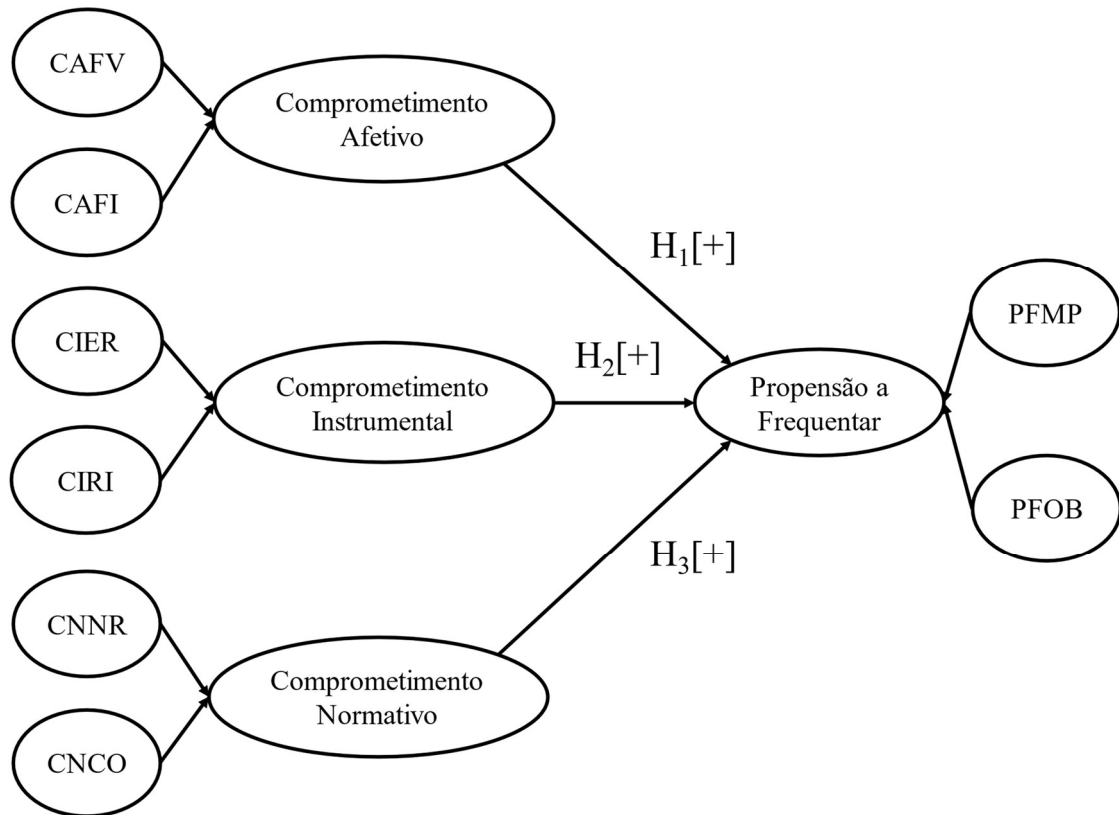 CAFV
CAFI
Comprometimento
Afetivo
H₁[+]
CIER
CIRI
Comprometimento
Instrumental
H₂[+]
Propensão a
Frequentar
PFMP
PFOB
H₃[+]
CNNR
CNCO
Comprometimento
Normativo